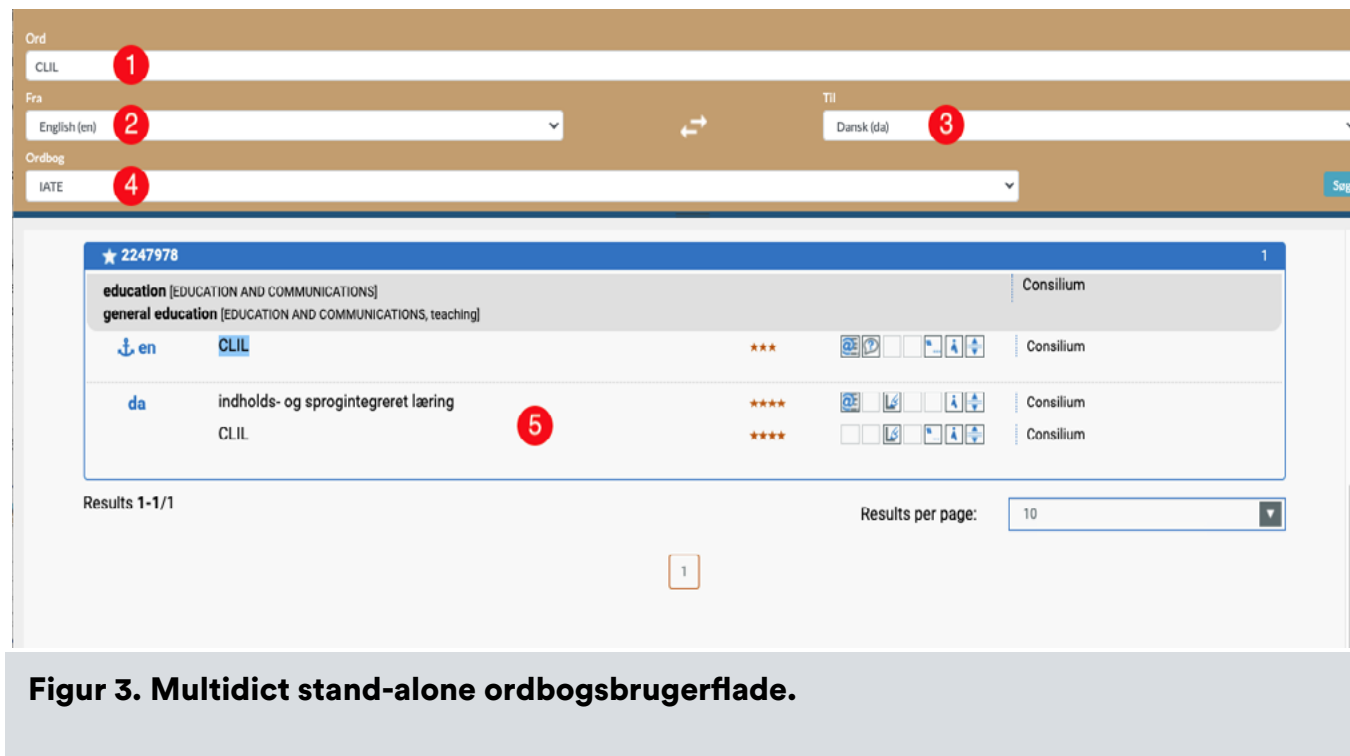 Ord
CLIL 1
Fra Til
English (en) 2 Dansk (da) 3
Ordbog
IATE 4 Søg
2247978 1
education [EDUCATION AND COMMUNICATIONS] Consilium
general education [EDUCATION AND COMMUNICATIONS, teaching]
en CLIL *** Consilium
da indholds- og sprogintegreret læring **** Consilium
5
CLIL **** Consilium
Results 1-1/1
Results per page: 10
1
Figur 3. Multidict stand-alone ordbogsbrugerflade.